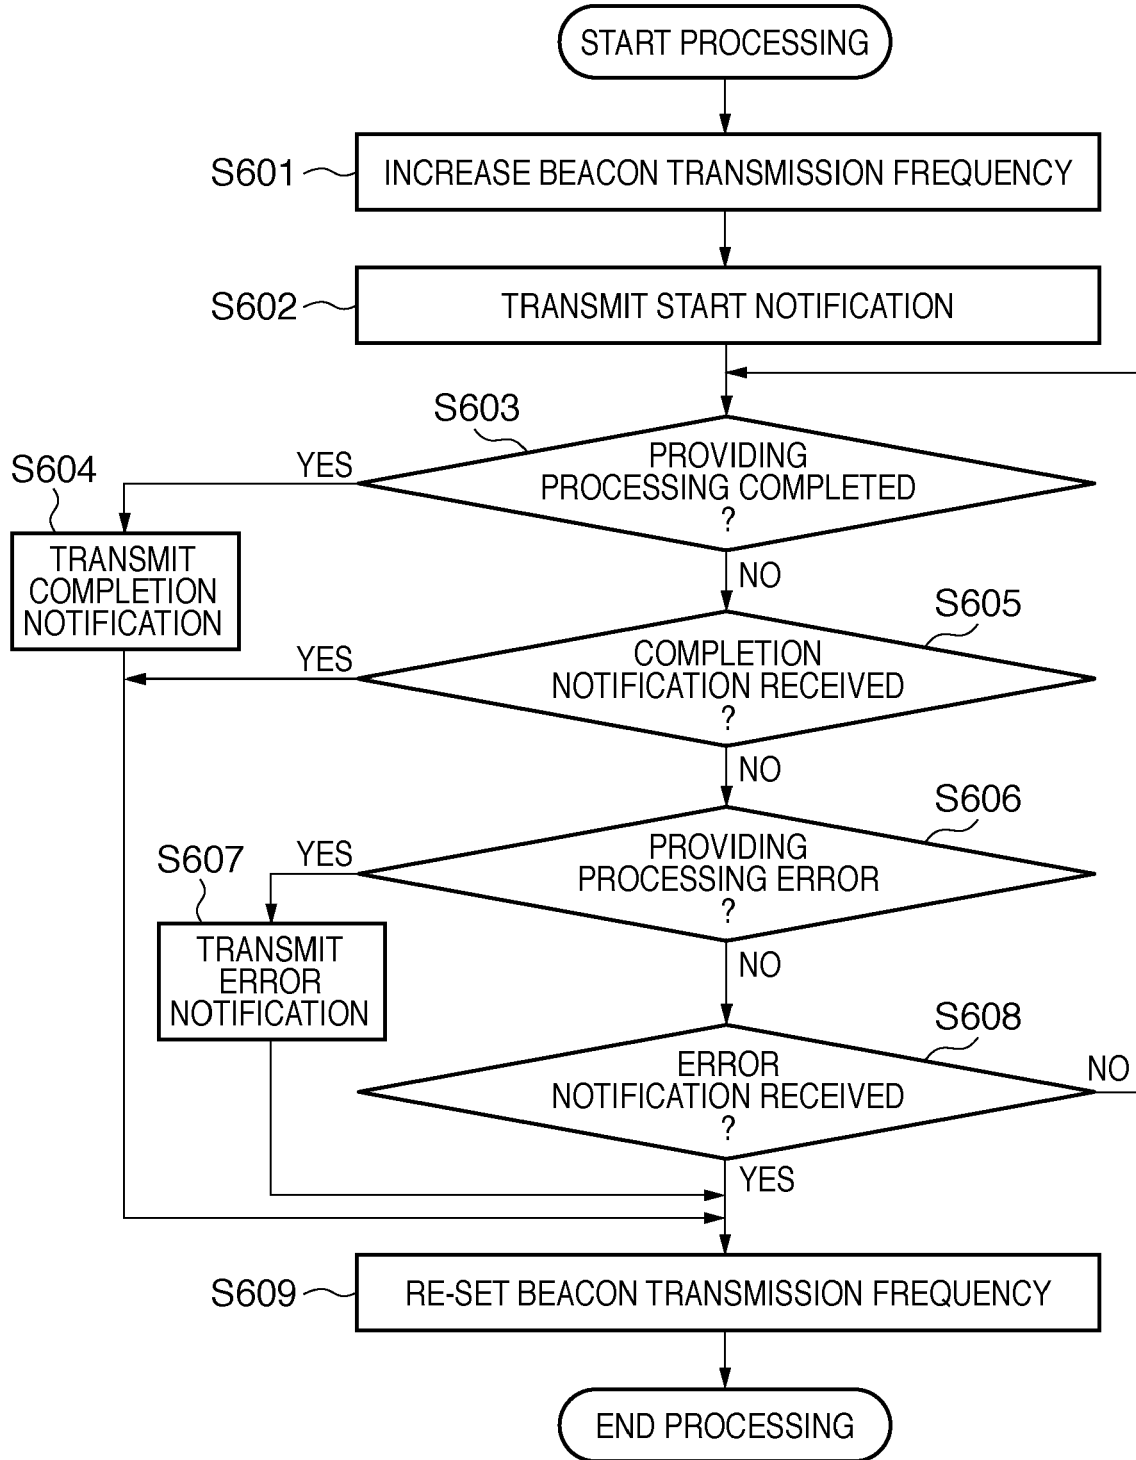 START PROCESSING
S601
INCREASE BEACON TRANSMISSION FREQUENCY
S602
TRANSMIT START NOTIFICATION
S603
PROVIDING
PROCESSING COMPLETED
?
YES
S604
TRANSMIT
COMPLETION
NOTIFICATION
NO
S605
COMPLETION
NOTIFICATION RECEIVED
?
YES
NO
S606
PROVIDING
PROCESSING ERROR
?
YES
S607
TRANSMIT
ERROR
NOTIFICATION
NO
S608
ERROR
NOTIFICATION RECEIVED
?
NO
YES
S609
RE-SET BEACON TRANSMISSION FREQUENCY
END PROCESSING